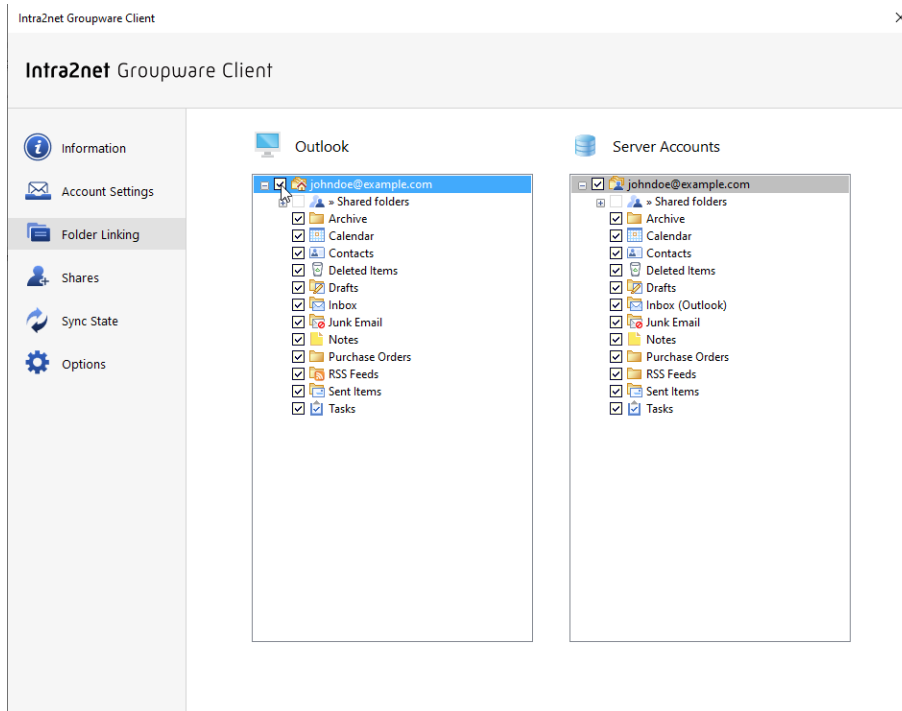 Intra2net Groupware Client
Intra2net Groupware Client
Information
Account Settings
Folder Linking
Shares
Sync State
Options
Outlook
johndoe@example.com
» Shared folders
Archive
Calendar
Contacts
Deleted Items
Drafts
Inbox
Junk Email
Notes
Purchase Orders
RSS Feeds
Sent Items
Tasks
Server Accounts
johndoe@example.com
» Shared folders
Archive
Calendar
Contacts
Deleted Items
Drafts
Inbox (Outlook)
Junk Email
Notes
Purchase Orders
RSS Feeds
Sent Items
Tasks